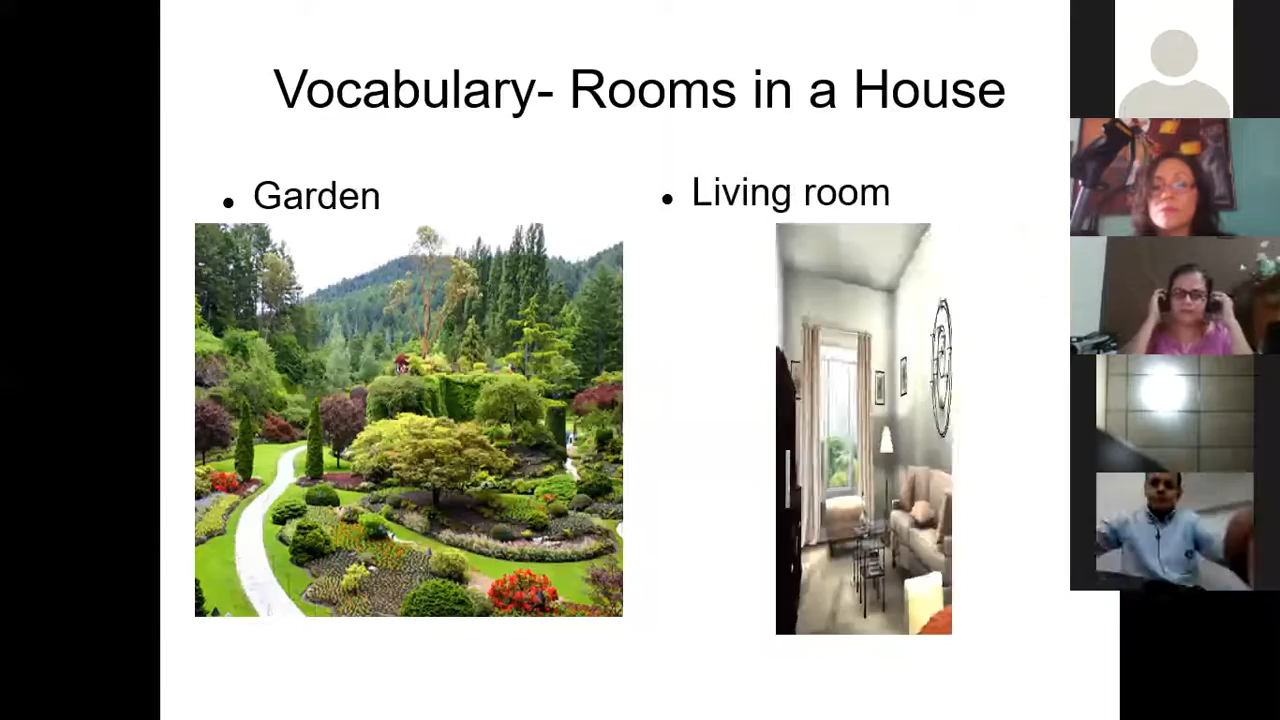 Vocabulary- Rooms in a House
• Garden
• Living room